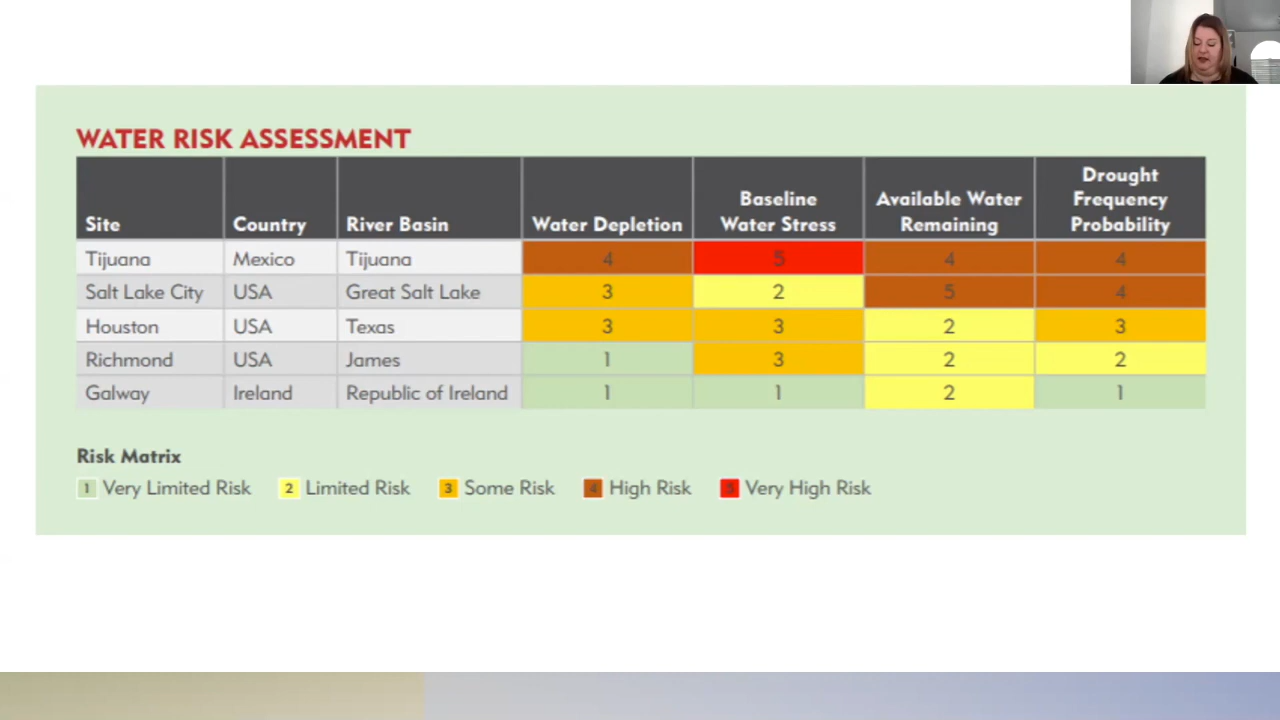 WATER RISK ASSESSMENT
Site Country River Basin Water Depletion Baseline Water Stress Available Water Remaining Drought Frequency Probability
Tijuana Mexico Tijuana 4 5 4 4
Salt Lake City USA Great Salt Lake 3 2 5 4
Houston USA Texas 3 3 2 3
Richmond USA James 1 3 2 2
Galway Ireland Republic of Ireland 1 1 2 1
Risk Matrix
1 Very Limited Risk 2 Limited Risk 3 Some Risk 4 High Risk 5 Very High Risk